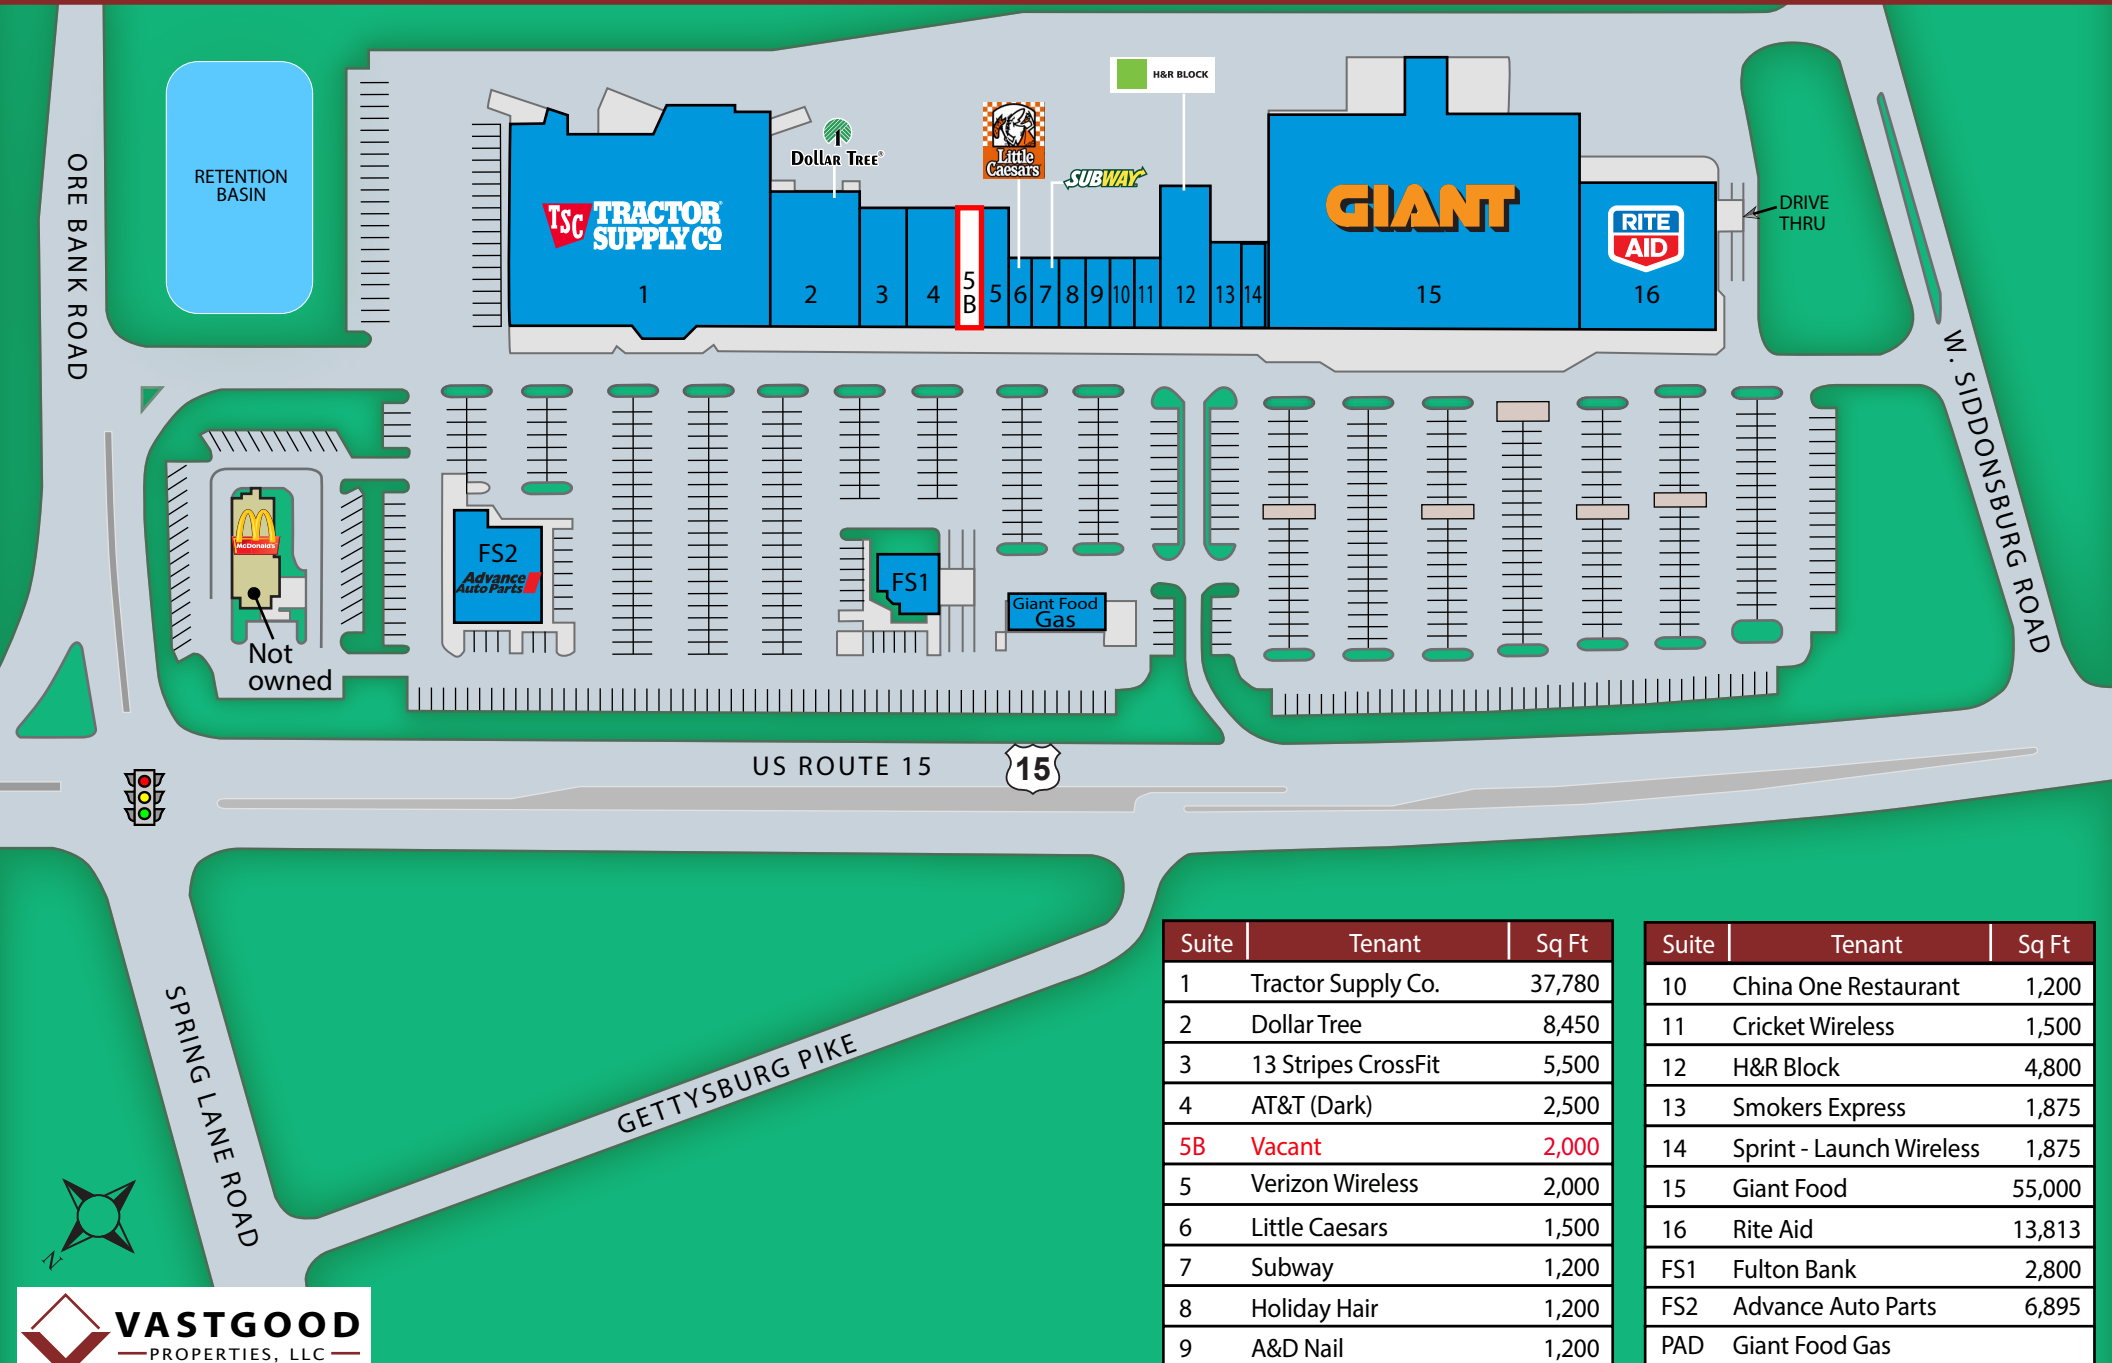 H&R BLOCK
ORE BANK ROAD
RETENTION
BASIN
TSC TRACTOR
SUPPLY CO
Dollar Tree
Little
Caesars
SUBWAY
GIANT
RITE
AID
DRIVE
THRU
1
2
3
4
5
B
5
6
7
8
9
10
11
12
13
14
15
16
W. SIDDONSBURG ROAD
McDonald's
Not
owned
FS2
Advance
Auto Parts
FS1
Giant Food
Gas
US ROUTE 15
15
SPRING LANE ROAD
GETTYSBURG PIKE
N
VASTGOOD
PROPERTIES, LLC
Suite Tenant Sq Ft
1 Tractor Supply Co. 37,780
2 Dollar Tree 8,450
3 13 Stripes CrossFit 5,500
4 AT&T (Dark) 2,500
5B Vacant 2,000
5 Verizon Wireless 2,000
6 Little Caesars 1,500
7 Subway 1,200
8 Holiday Hair 1,200
9 A&D Nail 1,200
Suite Tenant Sq Ft
10 China One Restaurant 1,200
11 Cricket Wireless 1,500
12 H&R Block 4,800
13 Smokers Express 1,875
14 Sprint - Launch Wireless 1,875
15 Giant Food 55,000
16 Rite Aid 13,813
FS1 Fulton Bank 2,800
FS2 Advance Auto Parts 6,895
PAD Giant Food Gas